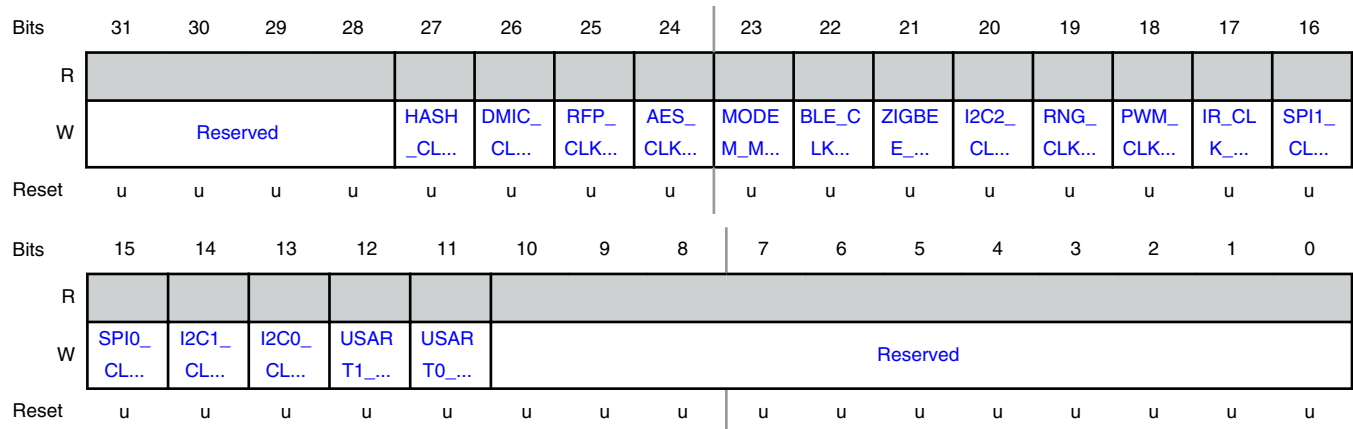 Bits 31 30 29 28 27 26 25 24 23 22 21 20 19 18 17 16
R
HASH DMIC_ RFP_ AES_ MODE BLE_C ZIGBE I2C2_ RNG_ PWM_ IR_CL SPI1_
W Reserved
_CL... CL... CLK... CLK... M_M... LK... E_... CL... CLK... CLK... K_... CL...
Reset u u u u u u u u u u u u u u u u
Bits 15 14 13 12 11 10 9 8 7 6 5 4 3 2 1 0
R
SPI0_ I2C1_ I2C0_ USAR USAR
W Reserved
CL... CL... CL... T1_... T0_...
Reset u u u u u u u u u u u u u u u u